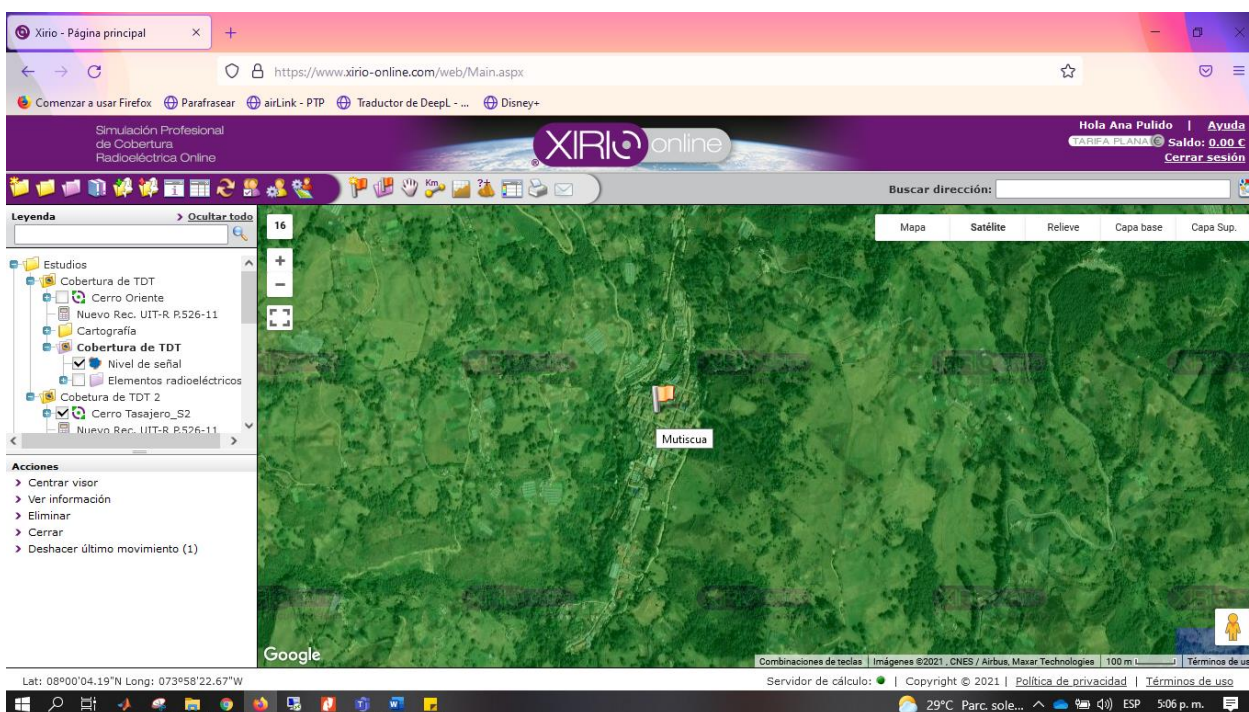 Xirio - Página principal
https://www.xirio-online.com/web/Main.aspx
Comenzar a usar Firefox Parafrasear airLink - PTP Traductor de DeepL - ... Disney+
Simulación Profesional
de Cobertura
Radioeléctrica Online
XIRIO online
Hola Ana Pulido | Ayuda
TARIFA PLANA Saldo: 0.00 €
Cerrar sesión
Buscar dirección:
Leyenda Ocultar todo
Estudios
Cobertura de TDT
Cerro Oriente
Nuevo Rec. UIT-R P.526-11
Cartografía
Cobertura de TDT
Nivel de señal
Elementos radioeléctricos
Cobetura de TDT 2
Cerro Tasajero_S2
Nuevo Rec. UIT-R P.526-11
Acciones
Centrar visor
Ver información
Eliminar
Cerrar
Deshacer último movimiento (1)
16
+
−
Mapa Satélite Relieve Capa base Capa Sup.
Mutiscua
Google
Combinaciones de teclas Imágenes ©2021 , CNES / Airbus, Maxar Technologies 100 m Términos de us
Lat: 08º00'04.19"N Long: 073º58'22.67"W
Servidor de cálculo: | Copyright © 2021 | Política de privacidad | Términos de uso
29°C Parc. sole... ESP 5:06 p. m.